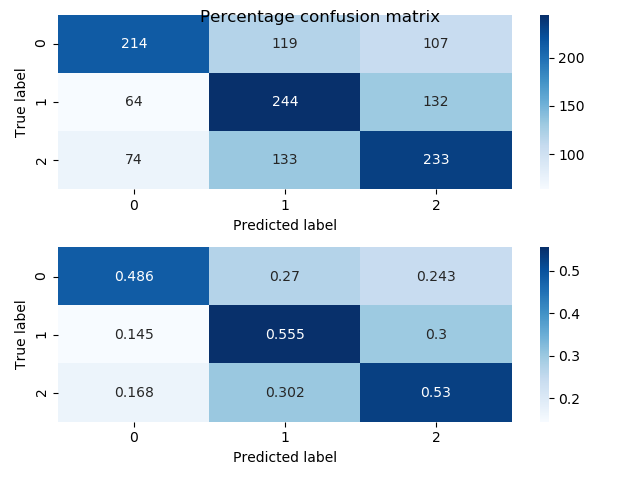 Percentage confusion matrix
True label
0 214 119 107
1 64 244 132
2 74 133 233
0 1 2
Predicted label
200
150
100
True label
0 0.486 0.27 0.243
1 0.145 0.555 0.3
2 0.168 0.302 0.53
0 1 2
Predicted label
0.5
0.4
0.3
0.2